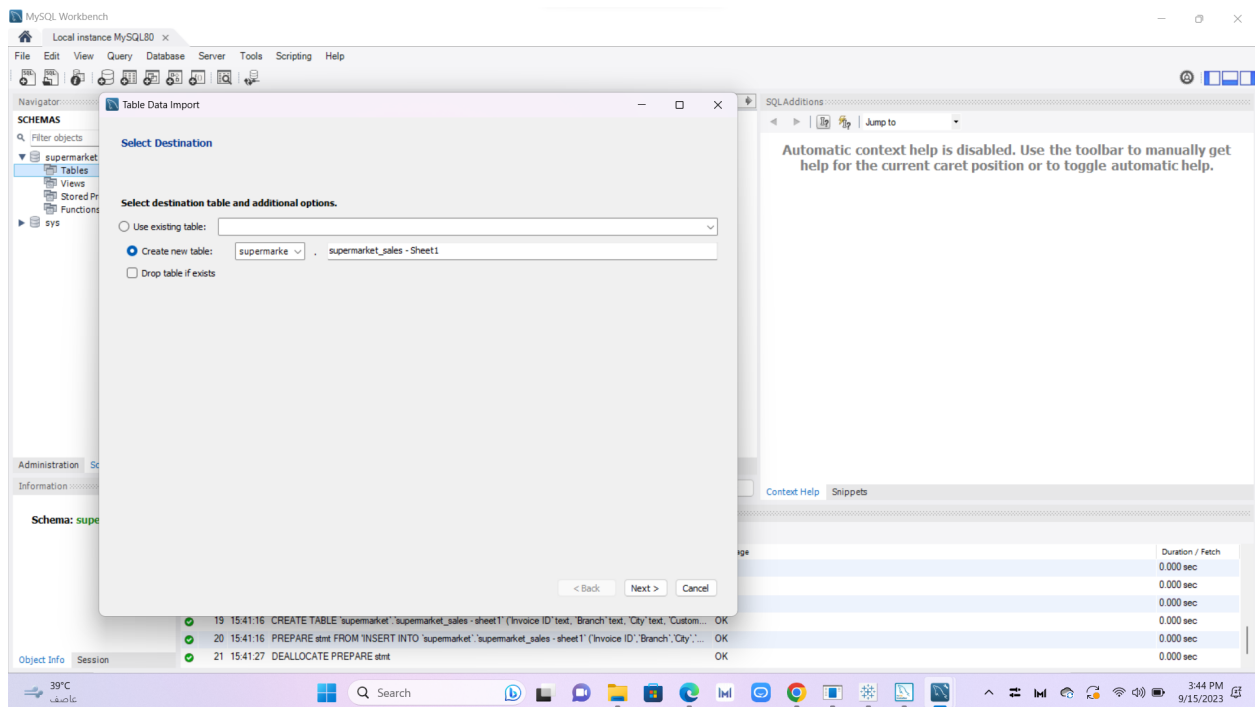 MySQL Workbench
Local instance MySQL80
File Edit View Query Database Server Tools Scripting Help
Navigator
SCHEMAS
Filter objects
supermarket
Tables
Views
Stored Pr
Functions
sys
Administration Sc
Information
Schema: supe
Object Info Session
Table Data Import
Select Destination
Select destination table and additional options.
Use existing table:
Create new table: supermarke . supermarket_sales - Sheet1
Drop table if exists
< Back Next > Cancel
SQLAdditions
Jump to
Automatic context help is disabled. Use the toolbar to manually get
help for the current caret position or to toggle automatic help.
Context Help Snippets
age Duration / Fetch
0.000 sec
0.000 sec
0.000 sec
19 15:41:16 CREATE TABLE `supermarket`.`supermarket_sales - sheet1` (`Invoice ID` text, `Branch` text, `City` text, `Custom... OK 0.000 sec
20 15:41:16 PREPARE stmt FROM 'INSERT INTO `supermarket`.`supermarket_sales - sheet1` (`Invoice ID`,`Branch`,`City`,`... OK 0.000 sec
21 15:41:27 DEALLOCATE PREPARE stmt OK 0.000 sec
39°C
عاصف
Search
3:44 PM
9/15/2023